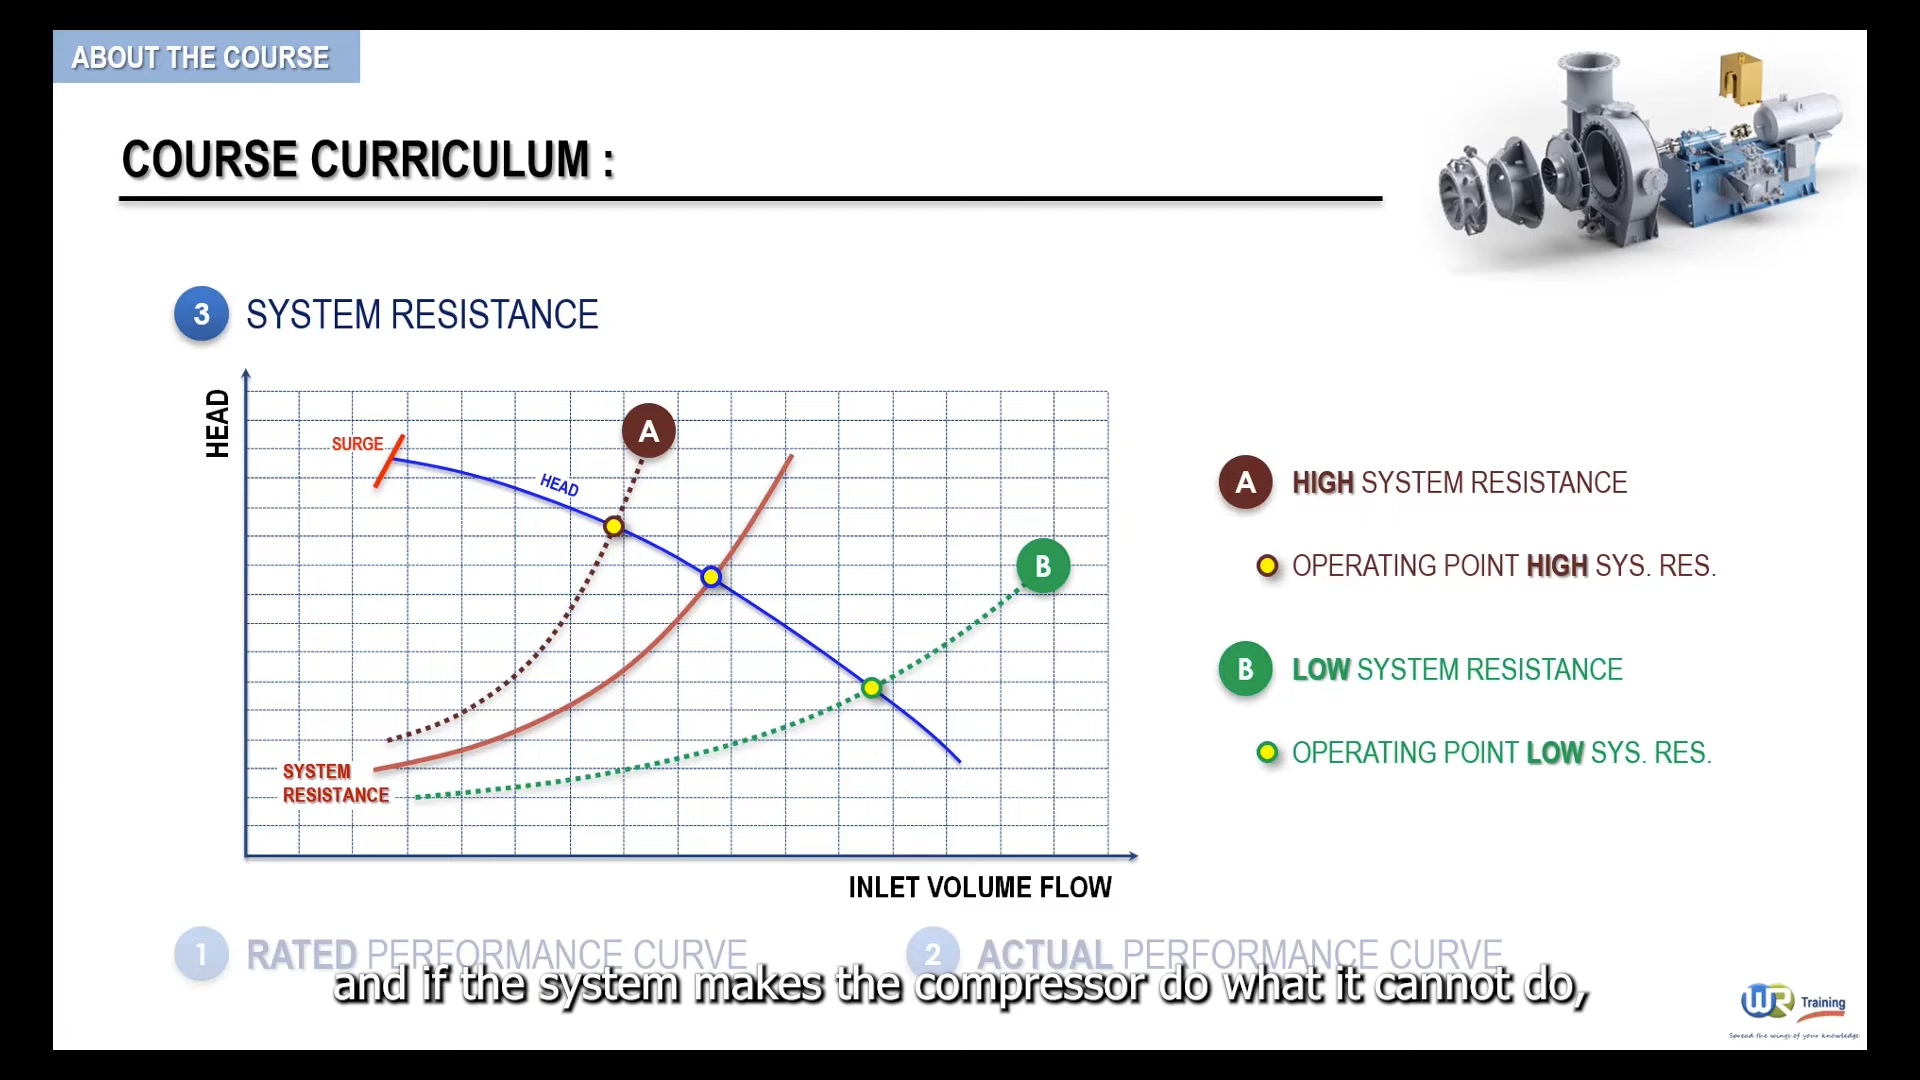 ABOUT THE COURSE
COURSE CURRICULUM :
3 SYSTEM RESISTANCE
HEAD
SURGE
HEAD
A
B
SYSTEM
RESISTANCE
INLET VOLUME FLOW
A HIGH SYSTEM RESISTANCE
OPERATING POINT HIGH SYS. RES.
B LOW SYSTEM RESISTANCE
OPERATING POINT LOW SYS. RES.
1 RATED PERFORMANCE CURVE
2 ACTUAL PERFORMANCE CURVE
and if the system makes the compressor do what it cannot do,
WR Training
Spread the wings of your knowledge